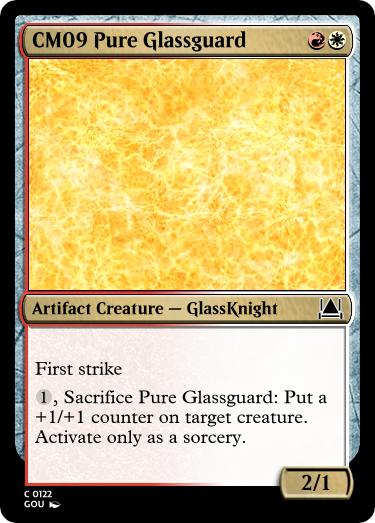 CM09 Pure Glassguard
Artifact Creature — GlassKnight
First strike
1, Sacrifice Pure Glassguard: Put a
+1/+1 counter on target creature.
Activate only as a sorcery.
2/1
C 0122
GOU